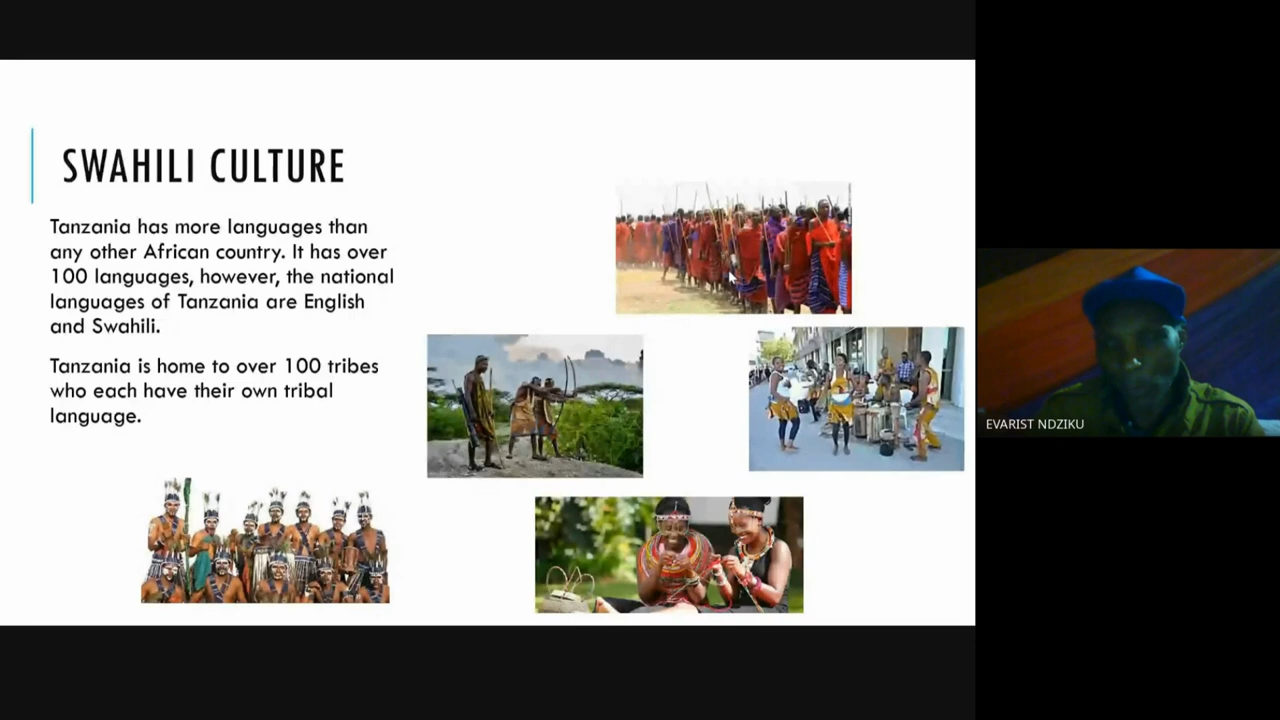 SWAHILI CULTURE
Tanzania has more languages than
any other African country. It has over
100 languages, however, the national
languages of Tanzania are English
and Swahili.
Tanzania is home to over 100 tribes
who each have their own tribal
language.
EVARIST NDZIKU